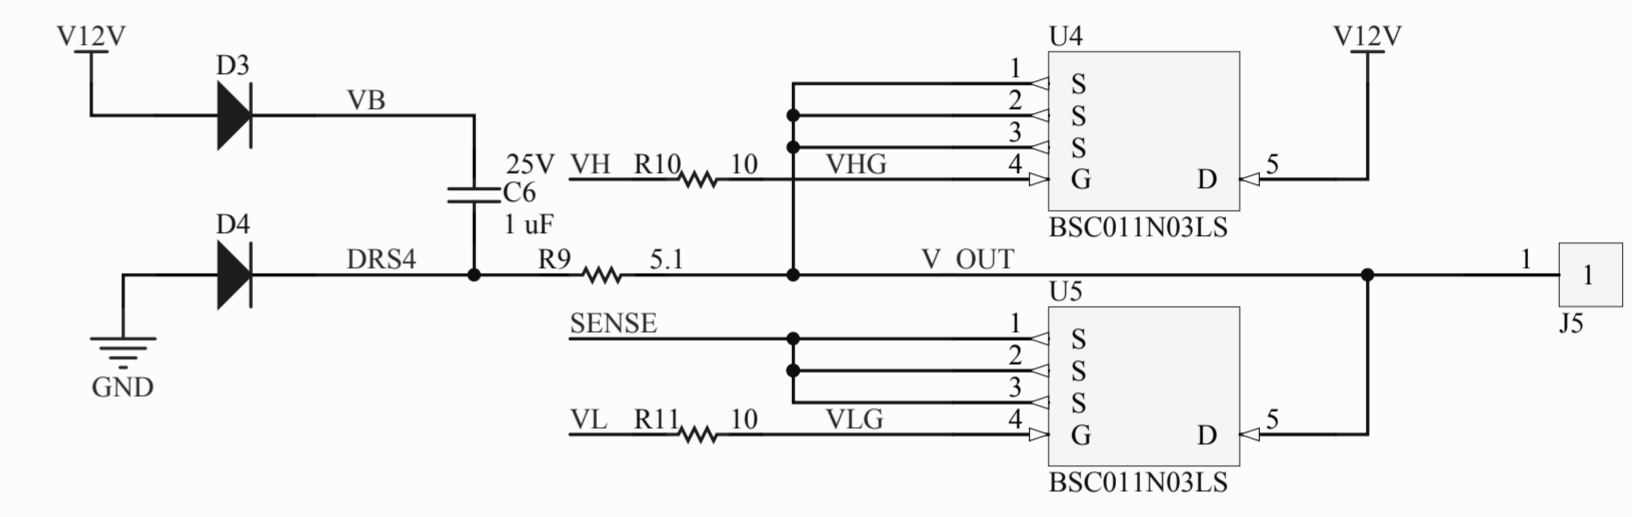 V12V
D3
VB
U4
V12V
1 S
2 S
3 S
25V VH R10 10 VHG 4 G D 5
C6
1 uF
BSC011N03LS
D4
DRS4 R9 5.1 V OUT 1 1
GND
U5
J5
SENSE 1 S
2 S
3 S
VL R11 10 VLG 4 G D 5
BSC011N03LS